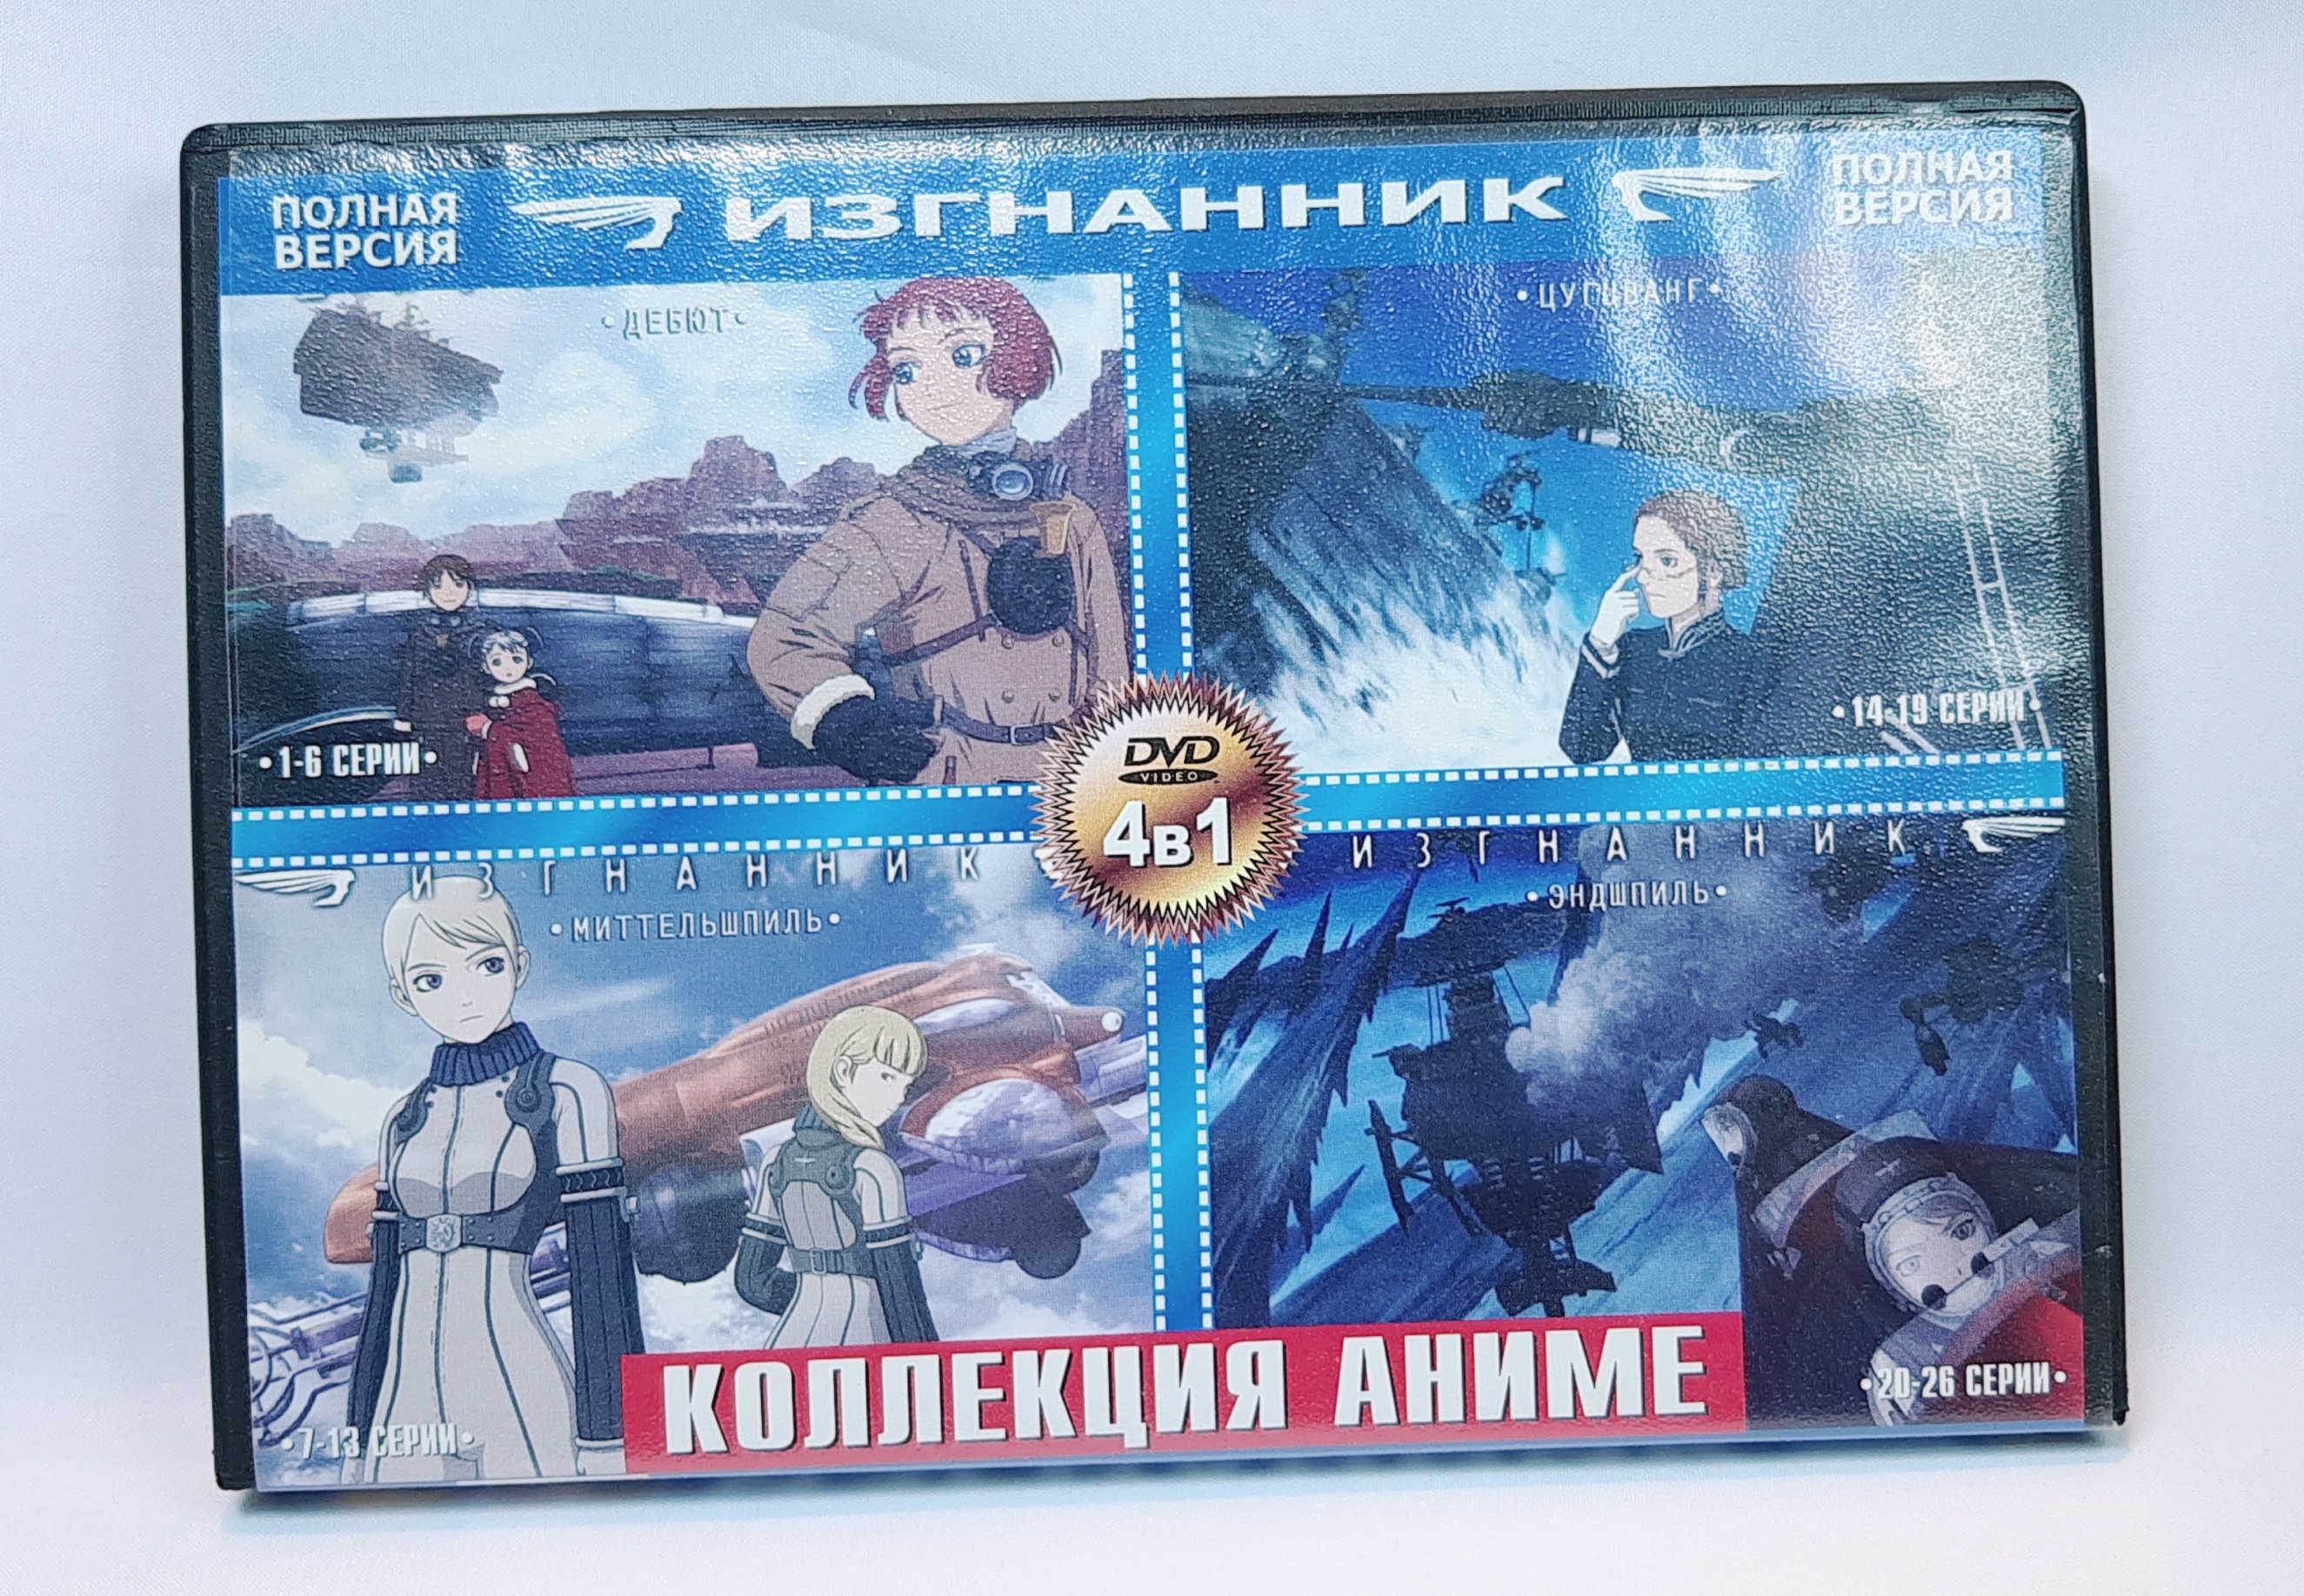 ПОЛНАЯ
ВЕРСИЯ
ИЗГНАННИК
ПОЛНАЯ
ВЕРСИЯ
•ДЕБЮТ•
•ЦУГЦВАНГ•
•1-6 СЕРИИ•
•14-19 СЕРИИ•
DVD
VIDEO
4в1
ИЗГНАННИК
•МИТТЕЛЬШПИЛЬ•
ИЗГНАННИК
•ЭНДШПИЛЬ•
•7-13 СЕРИИ•
КОЛЛЕКЦИЯ АНИМЕ
•20-26 СЕРИИ•